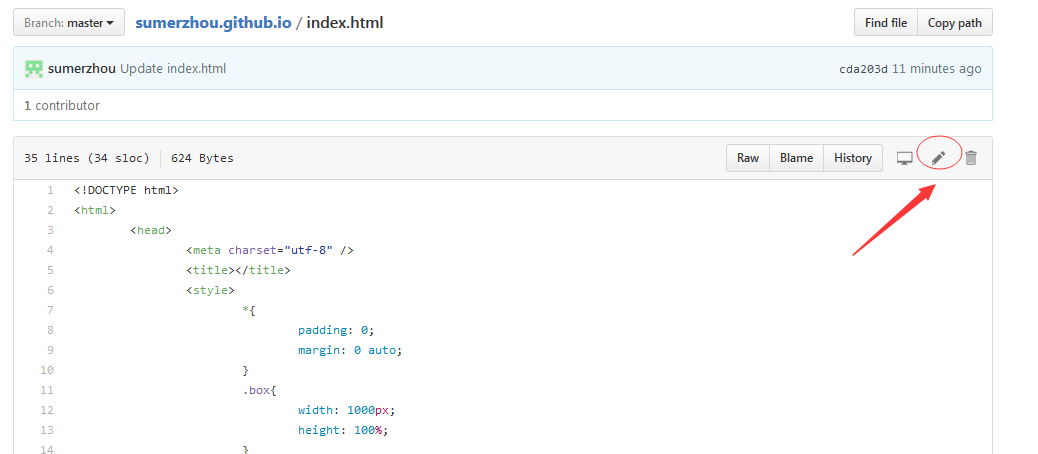 Branch: master sumerzhou.github.io / index.html Find file Copy path
sumerzhou Update index.html cda203d 11 minutes ago
1 contributor
35 lines (34 sloc) 624 Bytes Raw Blame History
1 <!DOCTYPE html>
2 <html>
3 <head>
4 <meta charset="utf-8" />
5 <title></title>
6 <style>
7 *{
8 padding: 0;
9 margin: 0 auto;
10 }
11 .box{
12 width: 1000px;
13 height: 100%;
14 }